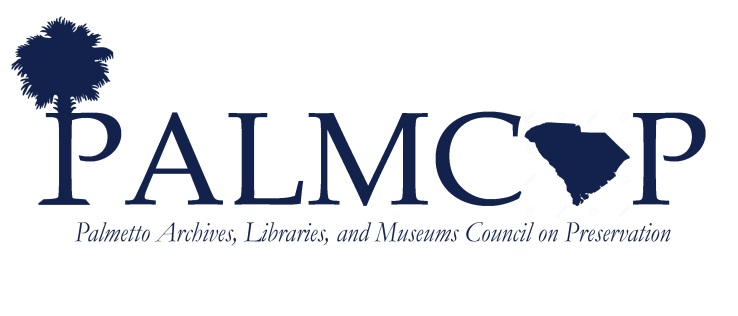 PALMCOP
Palmetto Archives, Libraries, and Museums Council on Preservation